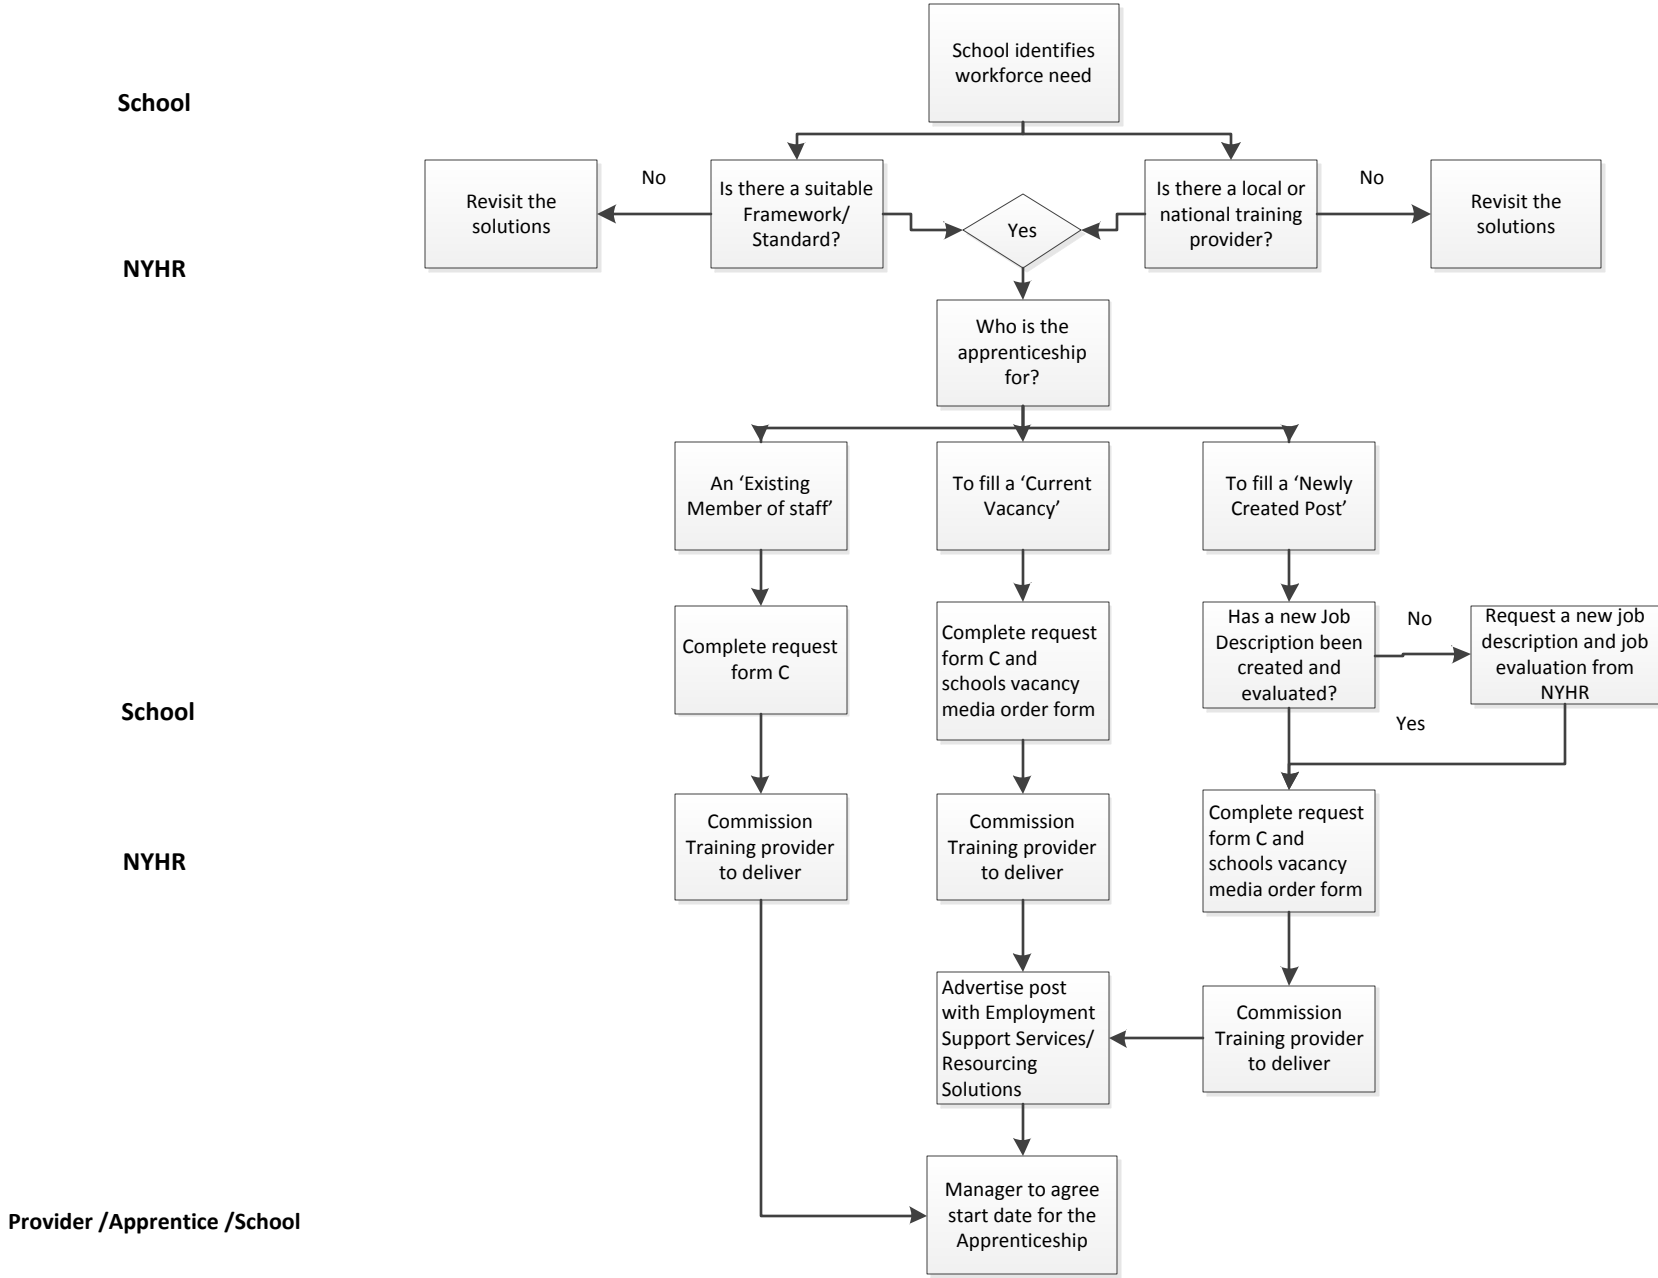 School identifies
workforce need
School
No
Is there a suitable
Framework/
Standard?
Revisit the
solutions
Yes
Is there a local or
national training
provider?
No
Revisit the
solutions
NYHR
Who is the
apprenticeship
for?
An ‘Existing
Member of staff’
To fill a ‘Current
Vacancy’
To fill a ‘Newly
Created Post’
Complete request
form C
Complete request
form C and
schools vacancy
media order form
Has a new Job
Description been
created and
evaluated?
No
Request a new job
description and job
evaluation from
NYHR
School
Yes
Commission
Training provider
to deliver
Commission
Training provider
to deliver
Complete request
form C and
schools vacancy
media order form
NYHR
Advertise post
with Employment
Support Services/
Resourcing
Solutions
Commission
Training provider
to deliver
Manager to agree
start date for the
Apprenticeship
Provider /Apprentice /School